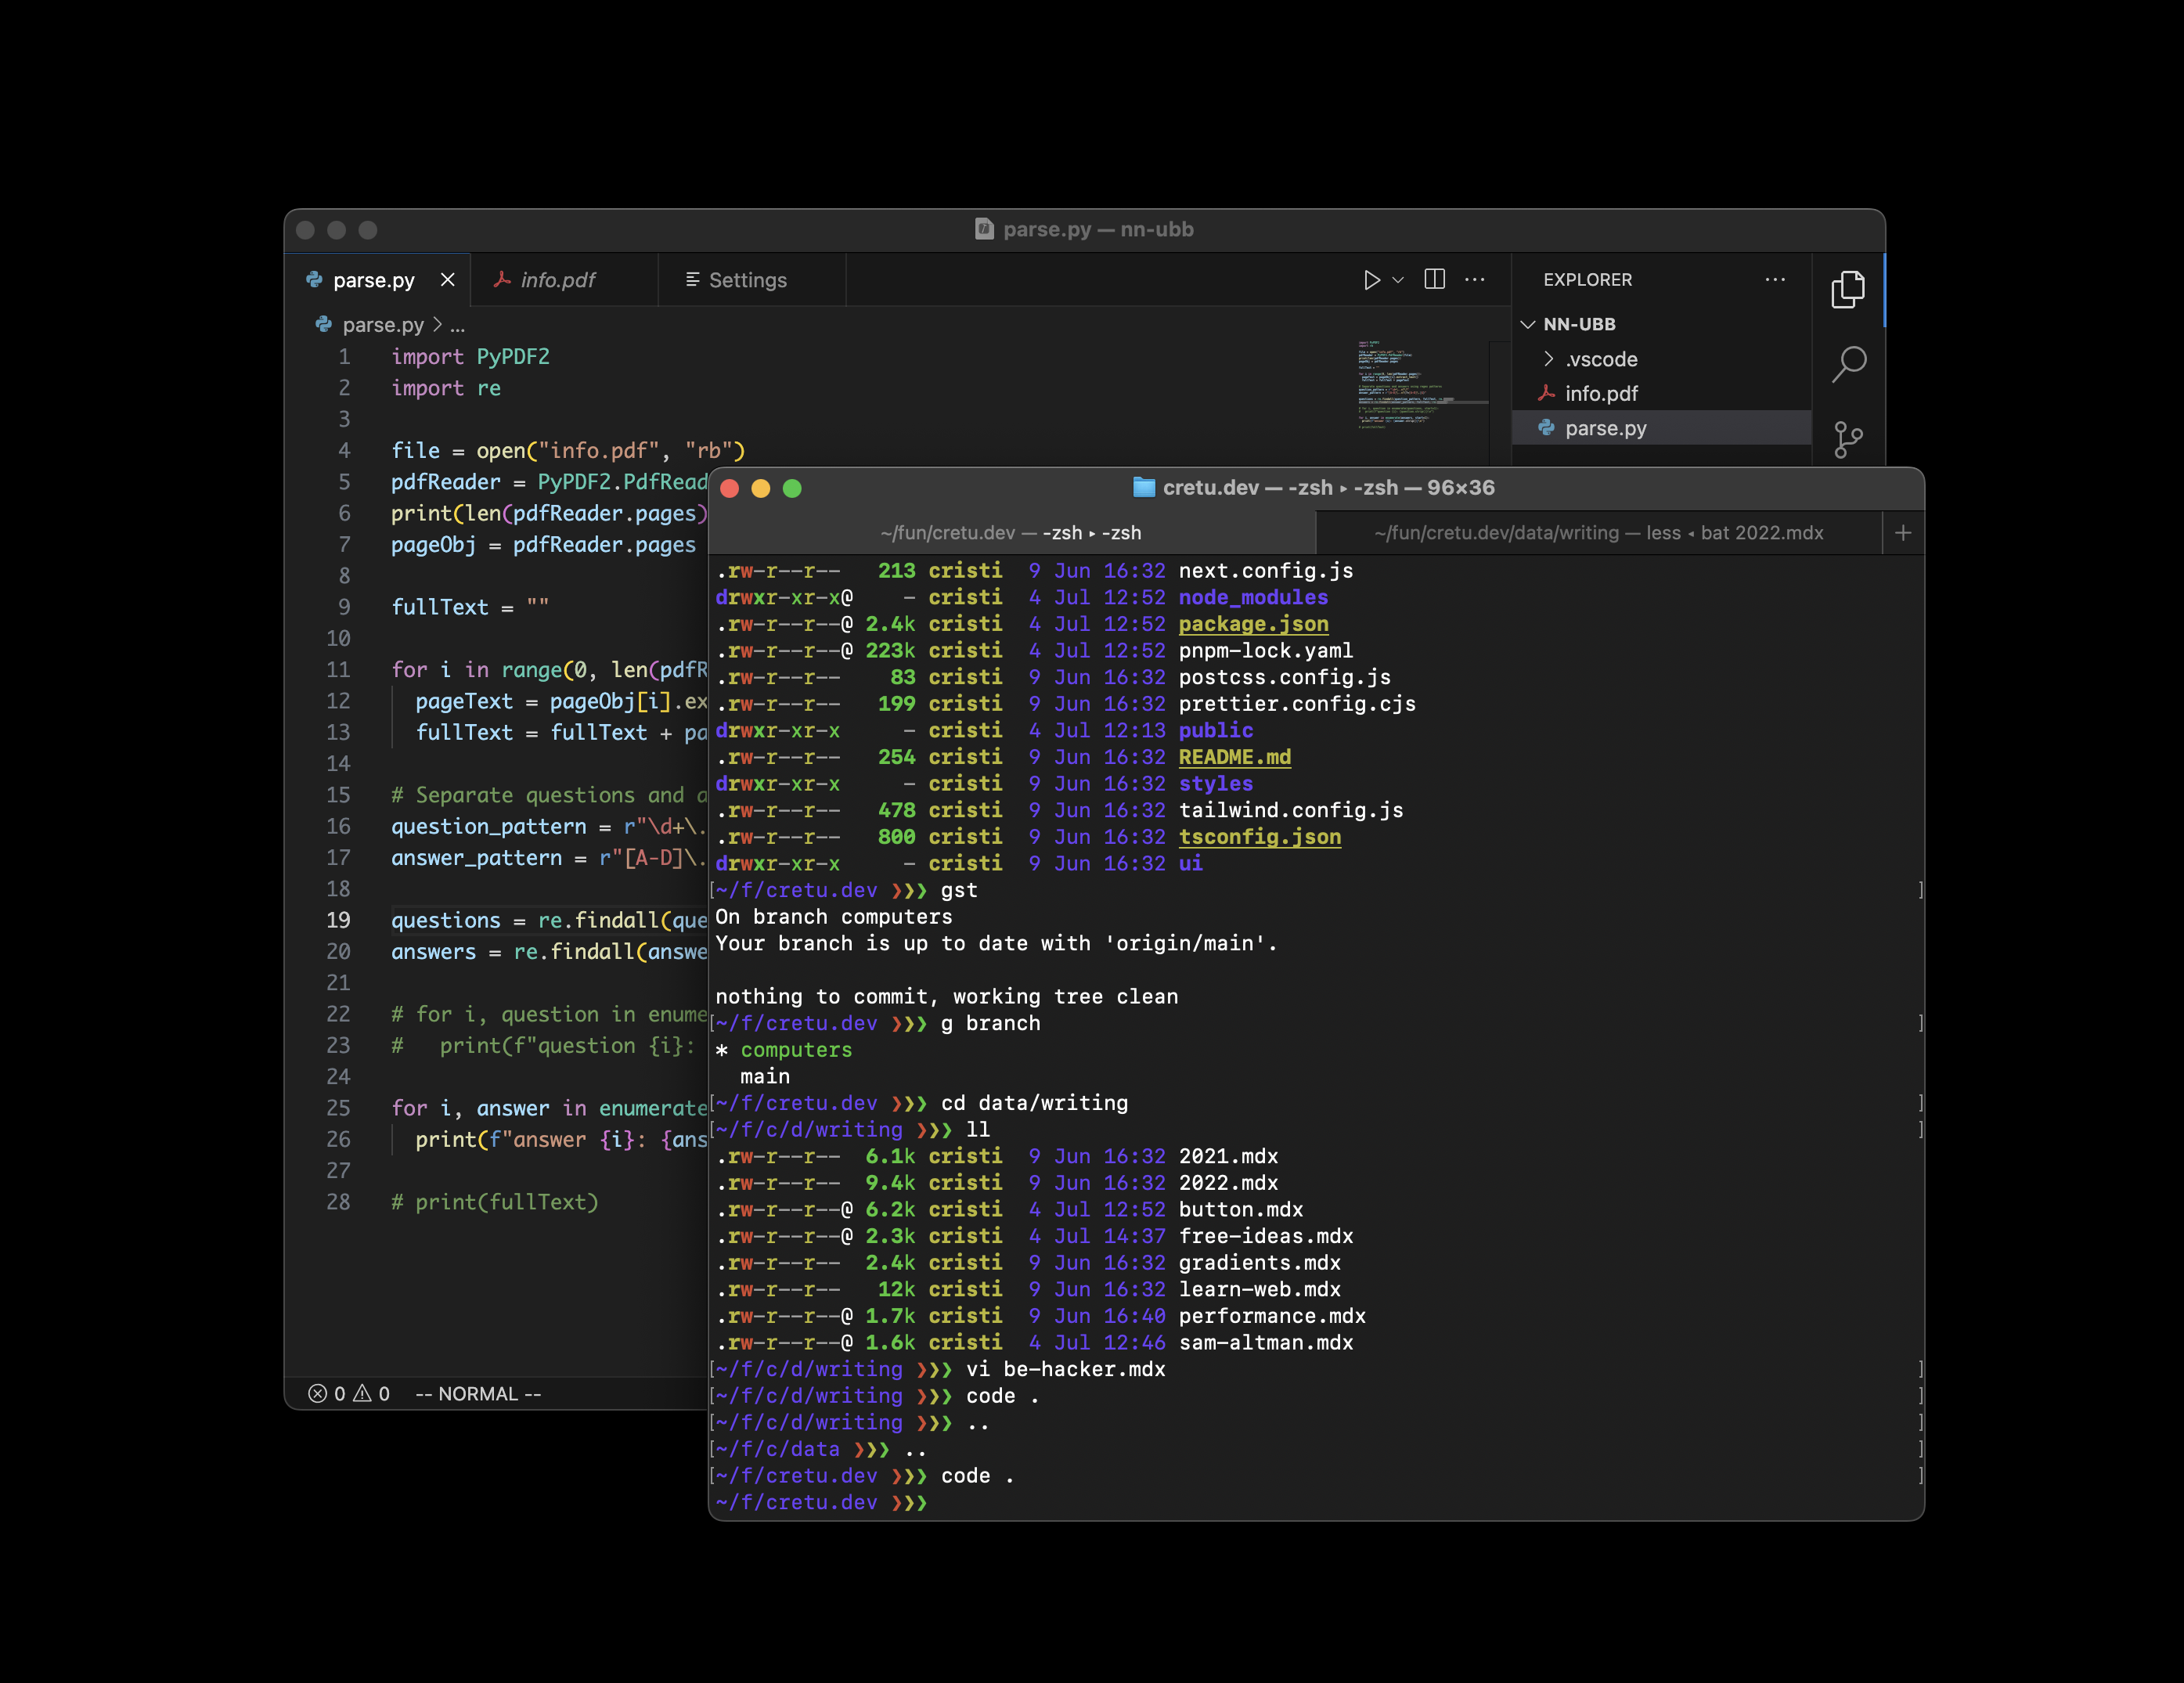 parse.py — nn-ubb
parse.py
info.pdf
Settings
EXPLORER
parse.py > ...
NN-UBB
.vscode
info.pdf
parse.py
1 import PyPDF2
2 import re
3
4 file = open("info.pdf", "rb")
5 pdfReader = PyPDF2.PdfRead
6 print(len(pdfReader.pages)
7 pageObj = pdfReader.pages
8
9 fullText = ""
10
11 for i in range(0, len(pdfR
12 pageText = pageObj[i].ex
13 fullText = fullText + pa
14
15 # Separate questions and a
16 question_pattern = r"\d+\.
17 answer_pattern = r"[A-D]\.
18
19 questions = re.findall(que
20 answers = re.findall(answe
21
22 # for i, question in enume
23 #   print(f"question {i}:
24
25 for i, answer in enumerate
26 print(f"answer {i}: {ans
27
28 # print(fullText)
0 0 -- NORMAL --
cretu.dev — -zsh ▸ -zsh — 96×36
~/fun/cretu.dev — -zsh ▸ -zsh
~/fun/cretu.dev/data/writing — less ◂ bat 2022.mdx
+
.rw-r--r-- 213 cristi 9 Jun 16:32 next.config.js
drwxr-xr-x@ - cristi 4 Jul 12:52 node_modules
.rw-r--r--@ 2.4k cristi 4 Jul 12:52 package.json
.rw-r--r--@ 223k cristi 4 Jul 12:52 pnpm-lock.yaml
.rw-r--r-- 83 cristi 9 Jun 16:32 postcss.config.js
.rw-r--r-- 199 cristi 9 Jun 16:32 prettier.config.cjs
drwxr-xr-x - cristi 4 Jul 12:13 public
.rw-r--r-- 254 cristi 9 Jun 16:32 README.md
drwxr-xr-x - cristi 9 Jun 16:32 styles
.rw-r--r-- 478 cristi 9 Jun 16:32 tailwind.config.js
.rw-r--r-- 800 cristi 9 Jun 16:32 tsconfig.json
drwxr-xr-x - cristi 9 Jun 16:32 ui
[~/f/cretu.dev ❯❯❯ gst ]
On branch computers
Your branch is up to date with 'origin/main'.

nothing to commit, working tree clean
[~/f/cretu.dev ❯❯❯ g branch ]
* computers
main
[~/f/cretu.dev ❯❯❯ cd data/writing ]
[~/f/c/d/writing ❯❯❯ ll ]
.rw-r--r-- 6.1k cristi 9 Jun 16:32 2021.mdx
.rw-r--r-- 9.4k cristi 9 Jun 16:32 2022.mdx
.rw-r--r--@ 6.2k cristi 4 Jul 12:52 button.mdx
.rw-r--r--@ 2.3k cristi 4 Jul 14:37 free-ideas.mdx
.rw-r--r-- 2.4k cristi 9 Jun 16:32 gradients.mdx
.rw-r--r-- 12k cristi 9 Jun 16:32 learn-web.mdx
.rw-r--r--@ 1.7k cristi 9 Jun 16:40 performance.mdx
.rw-r--r--@ 1.6k cristi 4 Jul 12:46 sam-altman.mdx
[~/f/c/d/writing ❯❯❯ vi be-hacker.mdx ]
[~/f/c/d/writing ❯❯❯ code . ]
[~/f/c/d/writing ❯❯❯ .. ]
[~/f/c/data ❯❯❯ .. ]
[~/f/cretu.dev ❯❯❯ code . ]
~/f/cretu.dev ❯❯❯